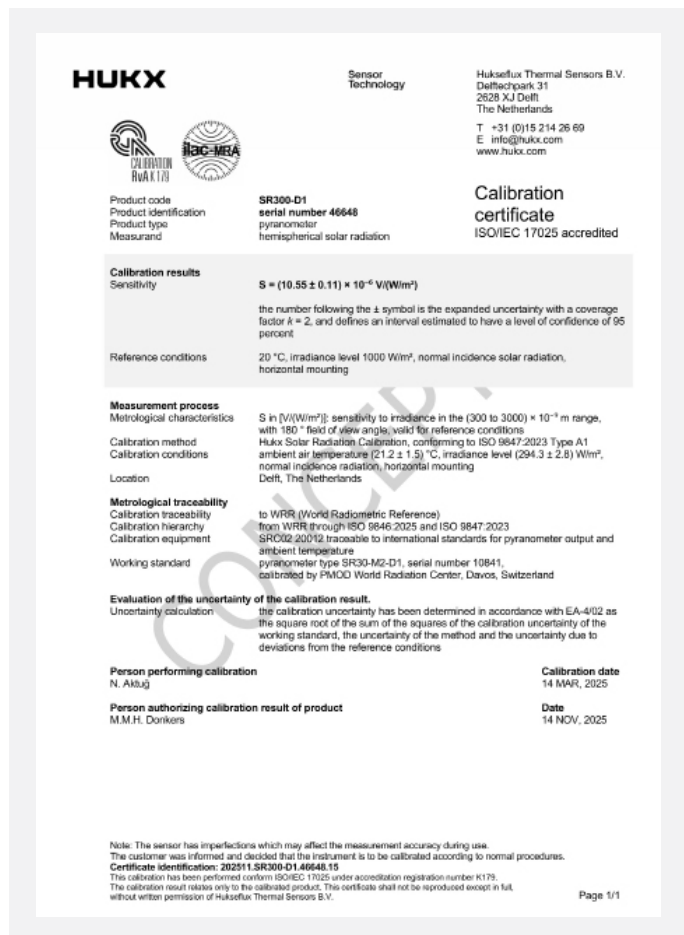 HUKX
Sensor
Technology
Hukseflux Thermal Sensors B.V.
Delftechpark 31
2628 XJ Delft
The Netherlands
T +31 (0)15 214 26 69
E info@hukx.com
www.hukx.com
CALIBRATION
RvA K 179
ilac-MRA
Calibration
certificate
ISO/IEC 17025 accredited
Product code SR300-D1
Product identification serial number 46648
Product type pyranometer
Measurand hemispherical solar radiation
Calibration results
Sensitivity S = (10.55 ± 0.11) × 10⁻⁶ V/(W/m²)
the number following the ± symbol is the expanded uncertainty with a coverage
factor k = 2, and defines an interval estimated to have a level of confidence of 95
percent
Reference conditions 20 °C, irradiance level 1000 W/m², normal incidence solar radiation,
horizontal mounting
CONCEPT
Measurement process
Metrological characteristics S in [V/(W/m²)]: sensitivity to irradiance in the (300 to 3000) × 10⁻⁹ m range,
with 180 ° field of view angle, valid for reference conditions
Calibration method Hukx Solar Radiation Calibration, conforming to ISO 9847:2023 Type A1
Calibration conditions ambient air temperature (21.2 ± 1.5) °C, irradiance level (294.3 ± 2.8) W/m²,
normal incidence radiation, horizontal mounting
Location Delft, The Netherlands
Metrological traceability
Calibration traceability to WRR (World Radiometric Reference)
Calibration hierarchy from WRR through ISO 9846:2025 and ISO 9847:2023
Calibration equipment SRC02 20012 traceable to international standards for pyranometer output and
ambient temperature
Working standard pyranometer type SR30-M2-D1, serial number 10841,
calibrated by PMOD World Radiation Center, Davos, Switzerland
Evaluation of the uncertainty of the calibration result.
Uncertainty calculation the calibration uncertainty has been determined in accordance with EA-4/02 as
the square root of the sum of the squares of the calibration uncertainty of the
working standard, the uncertainty of the method and the uncertainty due to
deviations from the reference conditions
Person performing calibration Calibration date
N. Aktuğ 14 MAR, 2025
Person authorizing calibration result of product Date
M.M.H. Donkers 14 NOV, 2025
Note: The sensor has imperfections which may affect the measurement accuracy during use.
The customer was informed and decided that the instrument is to be calibrated according to normal procedures.
Certificate identification: 202511.SR300-D1.46648.15
This calibration has been performed conform ISO/IEC 17025 under accreditation registration number K179.
The calibration result relates only to the calibrated product. This certificate shall not be reproduced except in full,
without written permission of Hukseflux Thermal Sensors B.V.
Page 1/1